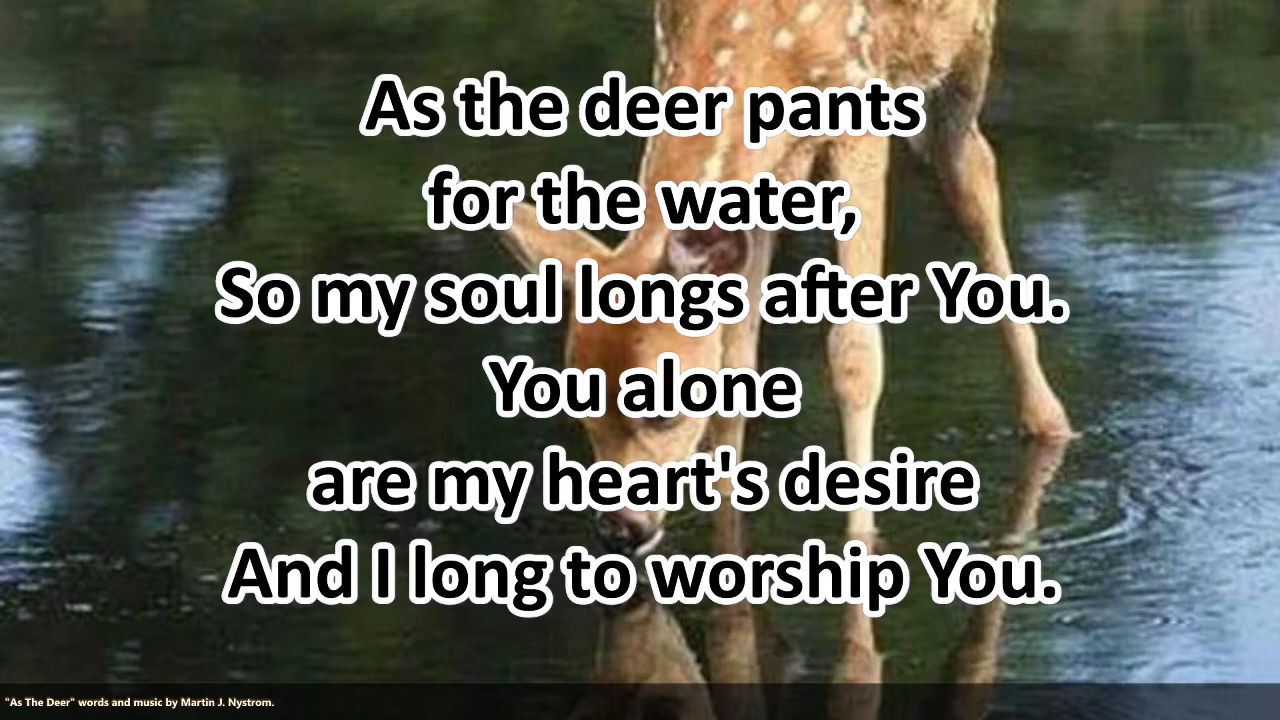 As the deer pants
for the water,
So my soul longs after You.
You alone
are my heart's desire
And I long to worship You.
"As The Deer" words and music by Martin J. Nystrom.